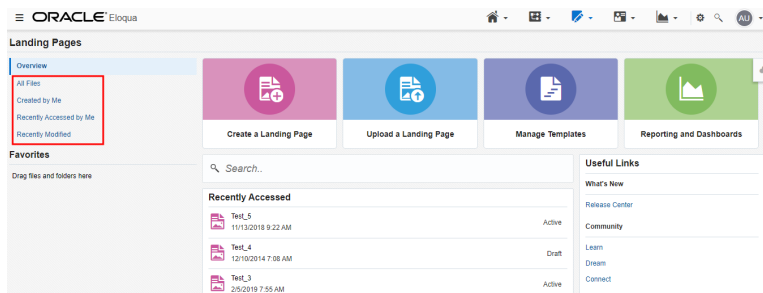 ORACLE Eloqua
AU
Landing Pages
Overview
All Files
Created by Me
Recently Accessed by Me
Recently Modified
Favorites
Drag files and folders here
Create a Landing Page
Upload a Landing Page
Manage Templates
Reporting and Dashboards
Search..
Recently Accessed
Test_5
11/13/2018 9:22 AM
Active
Test_4
12/10/2014 7:08 AM
Draft
Test_3
2/5/2019 7:55 AM
Active
Useful Links
What's New
Release Center
Community
Learn
Dream
Connect